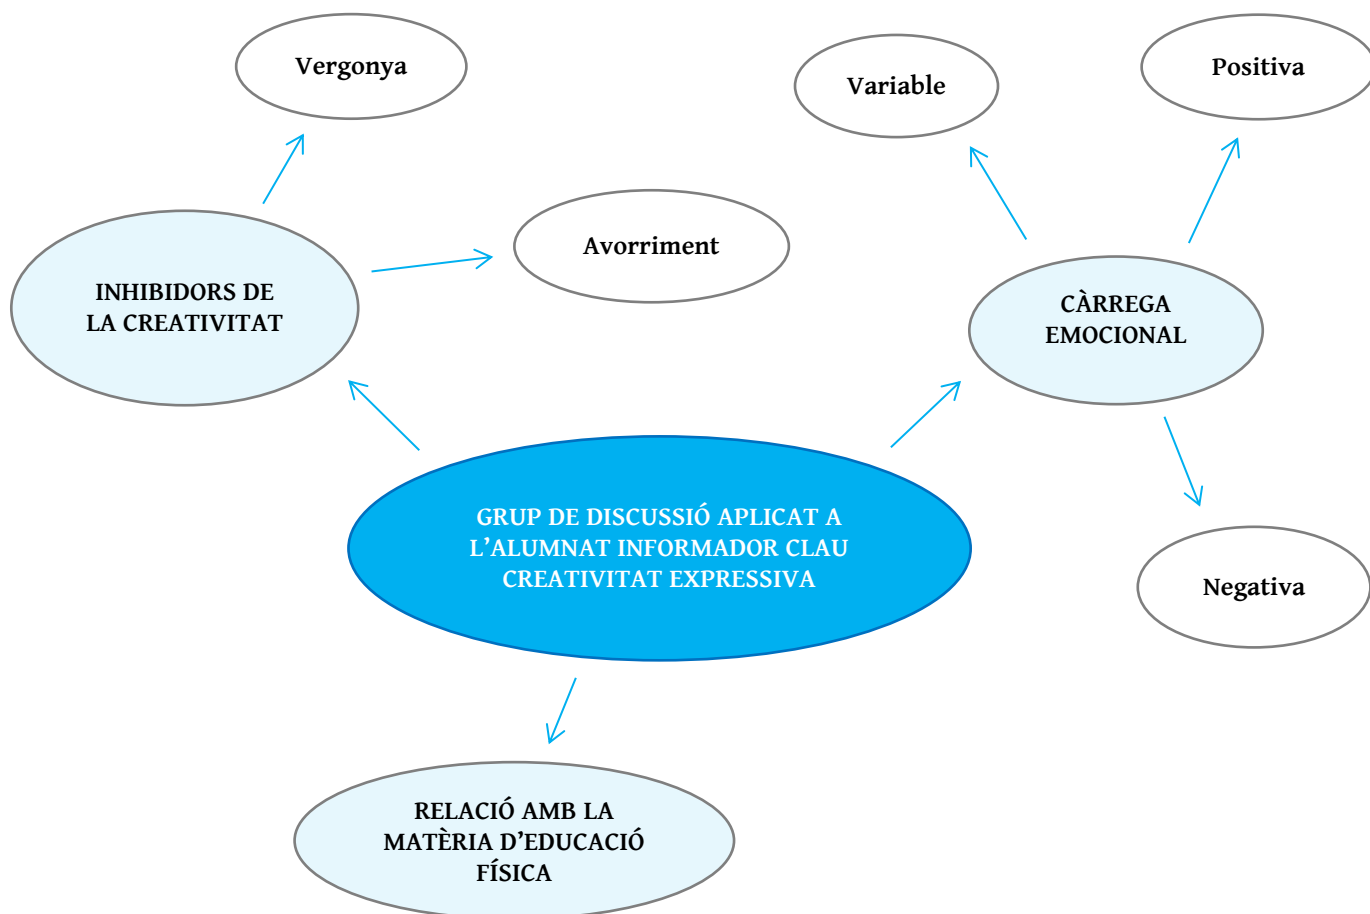 Vergonya
Variable
Positiva
Avorriment
INHIBIDORS DE
LA CREATIVITAT
CÀRREGA
EMOCIONAL
GRUP DE DISCUSSIÓ APLICAT A
L’ALUMNAT INFORMADOR CLAU
CREATIVITAT EXPRESSIVA
Negativa
RELACIÓ AMB LA
MATÈRIA D’EDUCACIÓ
FÍSICA